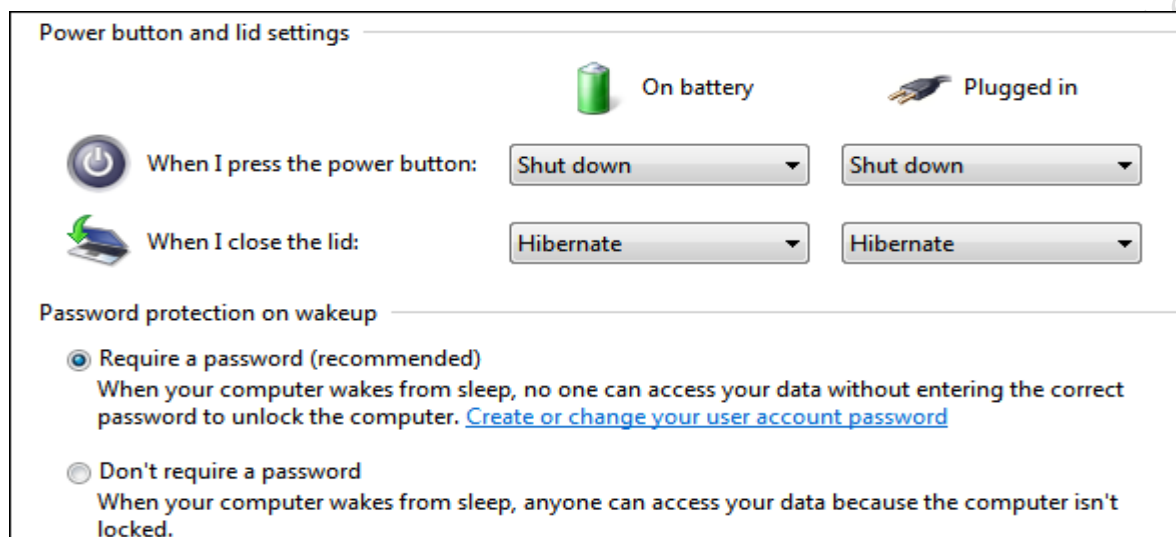 Power button and lid settings
On battery
Plugged in
When I press the power button:
Shut down
Shut down
When I close the lid:
Hibernate
Hibernate
Password protection on wakeup
Require a password (recommended)
When your computer wakes from sleep, no one can access your data without entering the correct
password to unlock the computer. Create or change your user account password
Don't require a password
When your computer wakes from sleep, anyone can access your data because the computer isn't
locked.